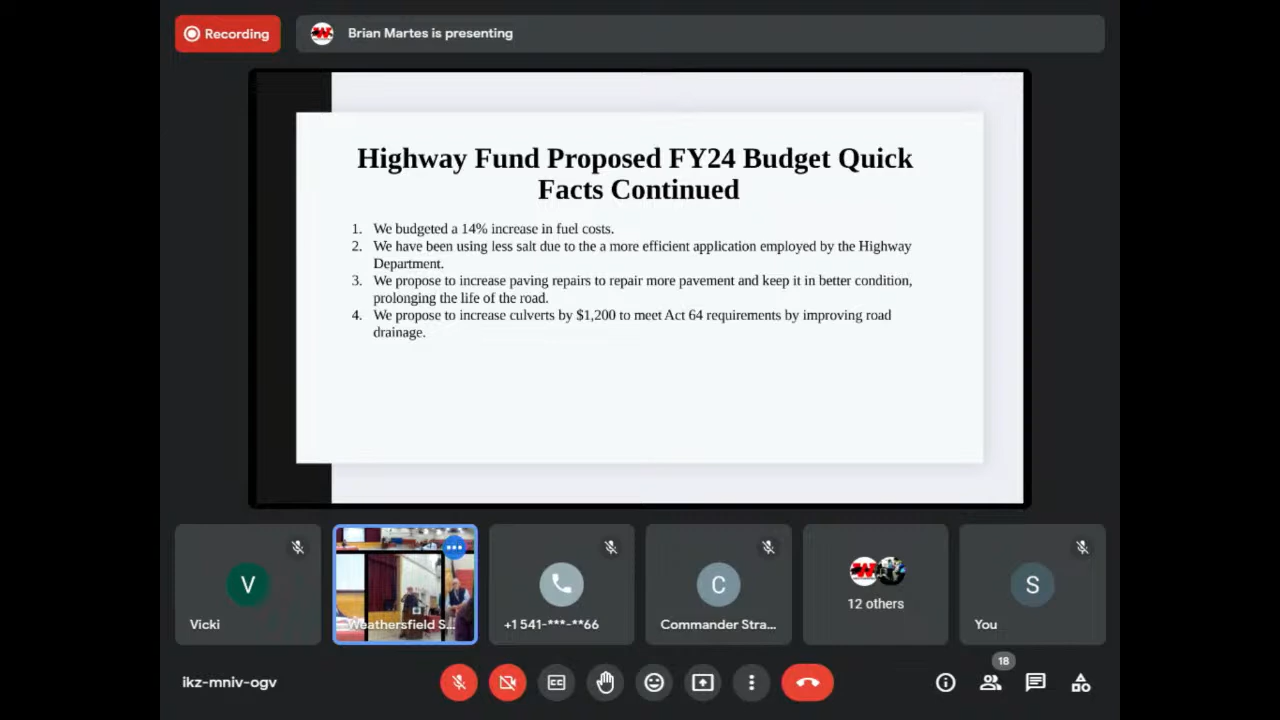 Recording
Brian Martes is presenting
Highway Fund Proposed FY24 Budget Quick
Facts Continued
1. We budgeted a 14% increase in fuel costs.
2. We have been using less salt due to the a more efficient application employed by the Highway
Department.
3. We propose to increase paving repairs to repair more pavement and keep it in better condition,
prolonging the life of the road.
4. We propose to increase culverts by $1,200 to meet Act 64 requirements by improving road
drainage.
V
C
S
12 others
Vicki
Weathersfield S...
+1 541-***-**66
Commander Stra...
You
18
ikz-mniv-ogv
CC